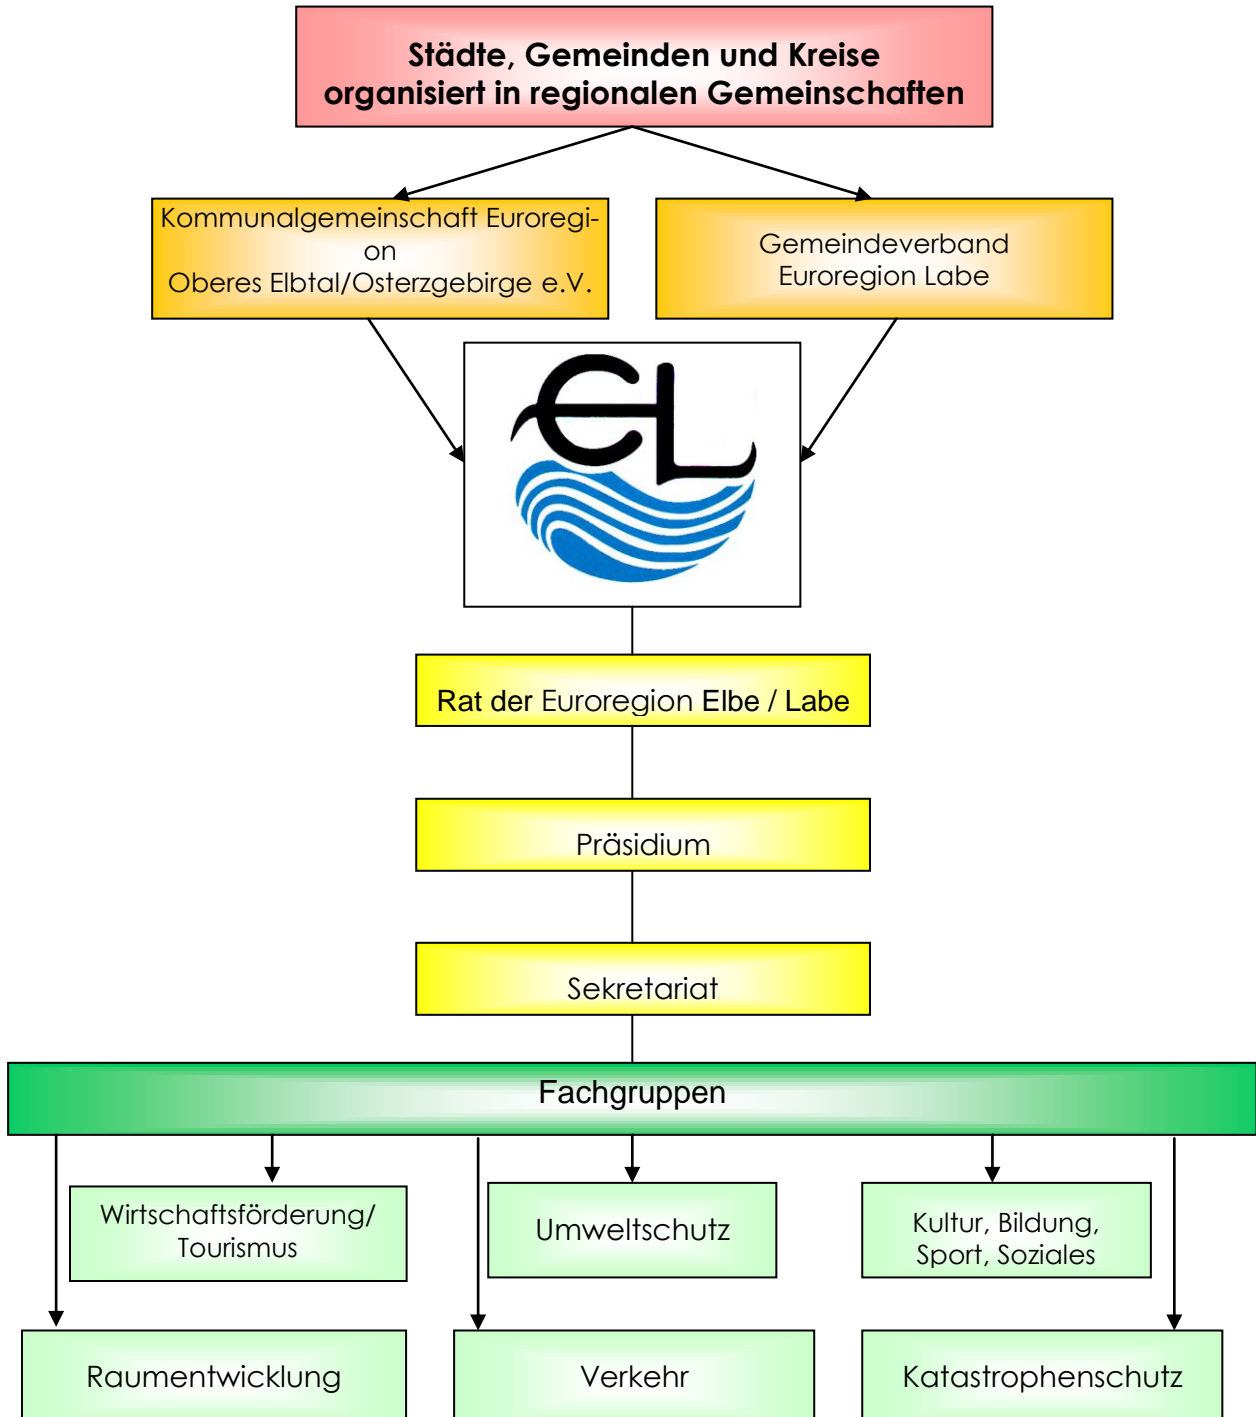 Städte, Gemeinden und Kreise
organisiert in regionalen Gemeinschaften
Kommunalgemeinschaft Euroregi-
on
Oberes Elbtal/Osterzgebirge e.V.
Gemeindeverband
Euroregion Labe
EL
Rat der Euroregion Elbe / Labe
Präsidium
Sekretariat
Fachgruppen
Wirtschaftsförderung/
Tourismus
Umweltschutz
Kultur, Bildung,
Sport, Soziales
Raumentwicklung
Verkehr
Katastrophenschutz